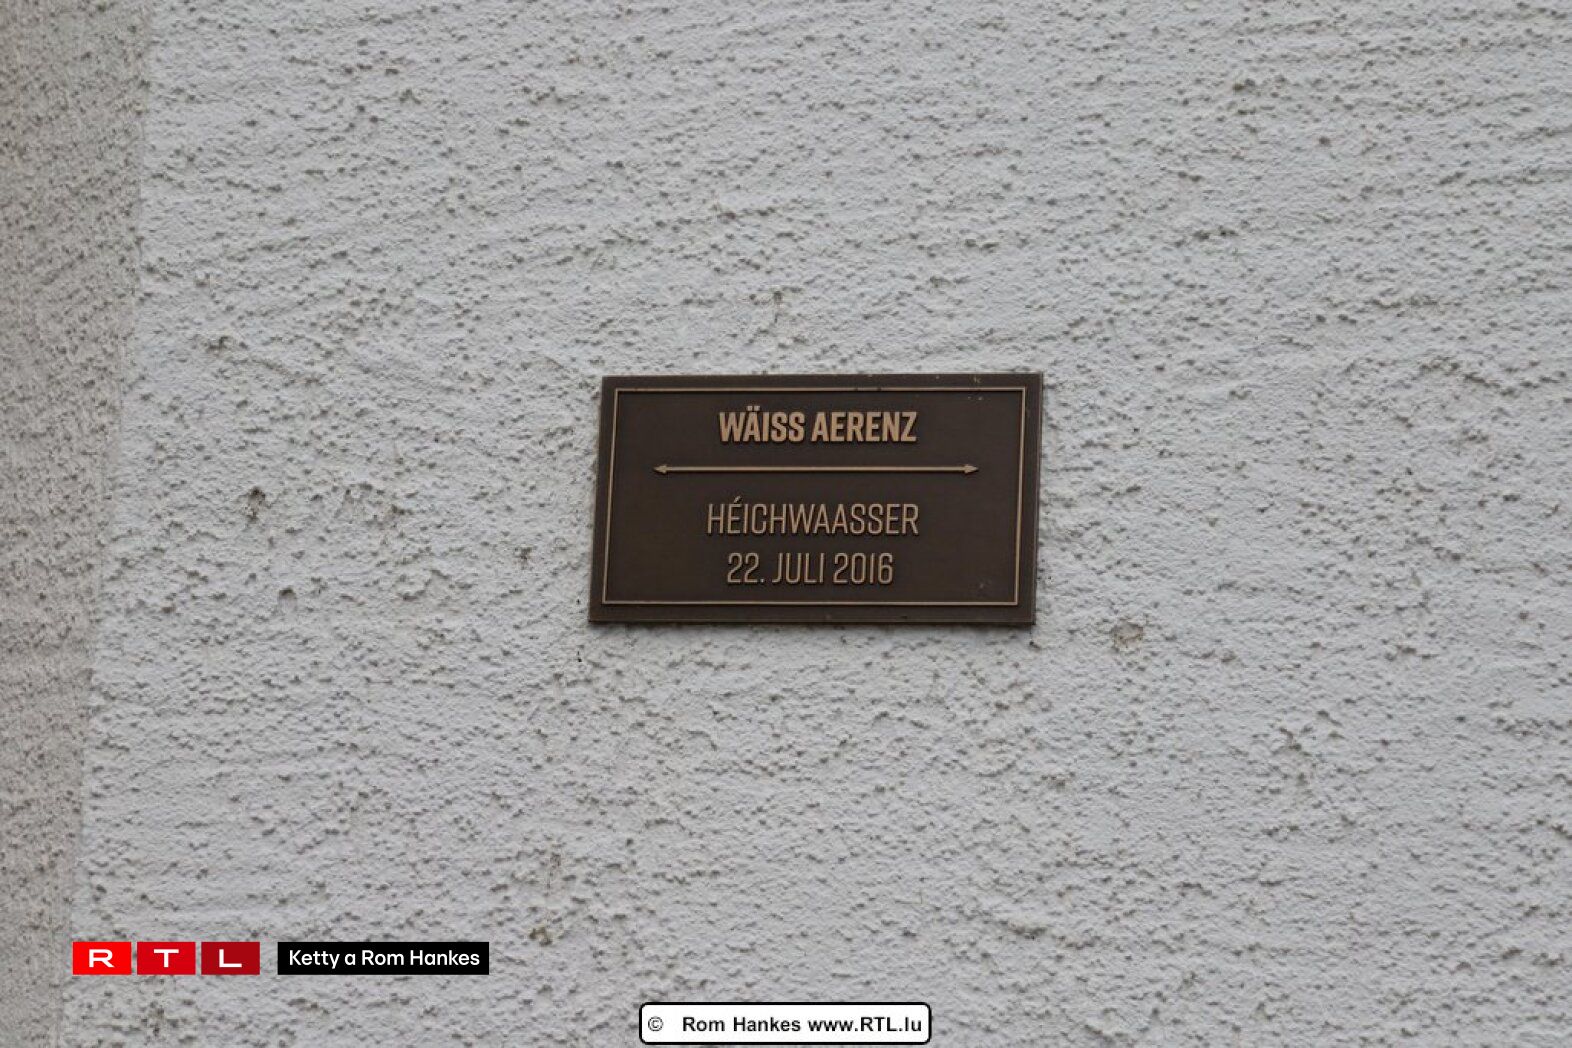 WÄISS AERENZ
HÉICHWAASSER
22. JULI 2016
RTL Ketty a Rom Hankes
© Rom Hankes www.RTL.lu